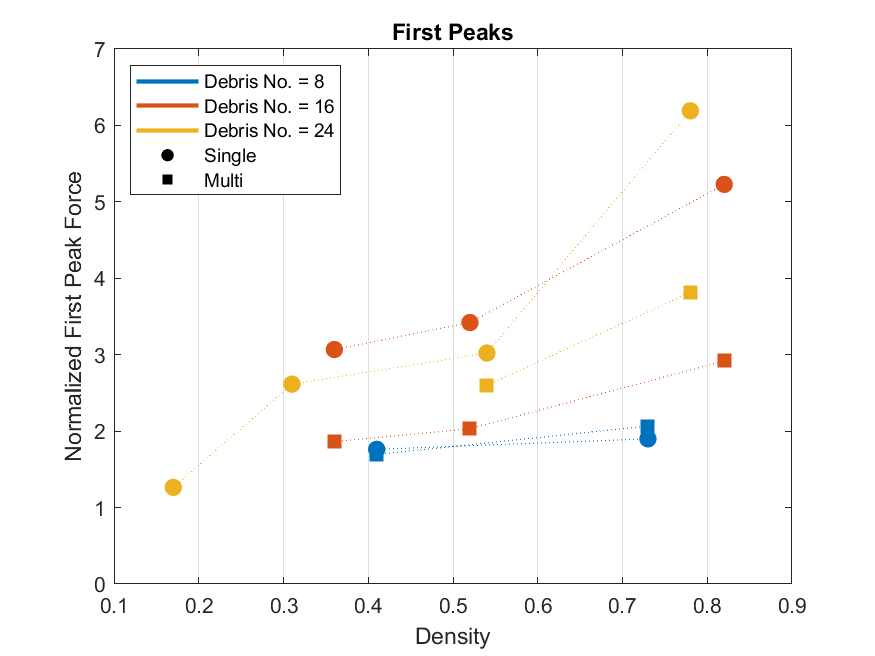 First Peaks
7
6
5
4
3
2
1
0
Normalized First Peak Force
Debris No. = 8
Debris No. = 16
Debris No. = 24
Single
Multi
0.1 0.2 0.3 0.4 0.5 0.6 0.7 0.8 0.9
Density